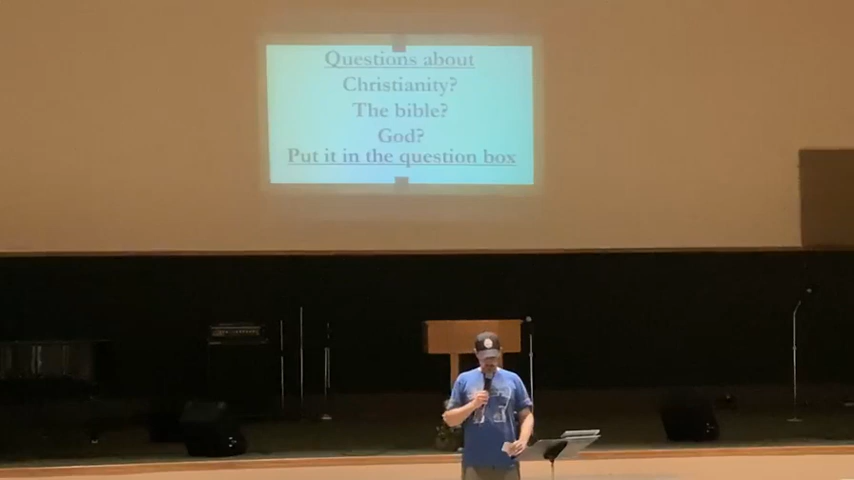 Questions about
Christianity?
The bible?
God?
Put it in the question box